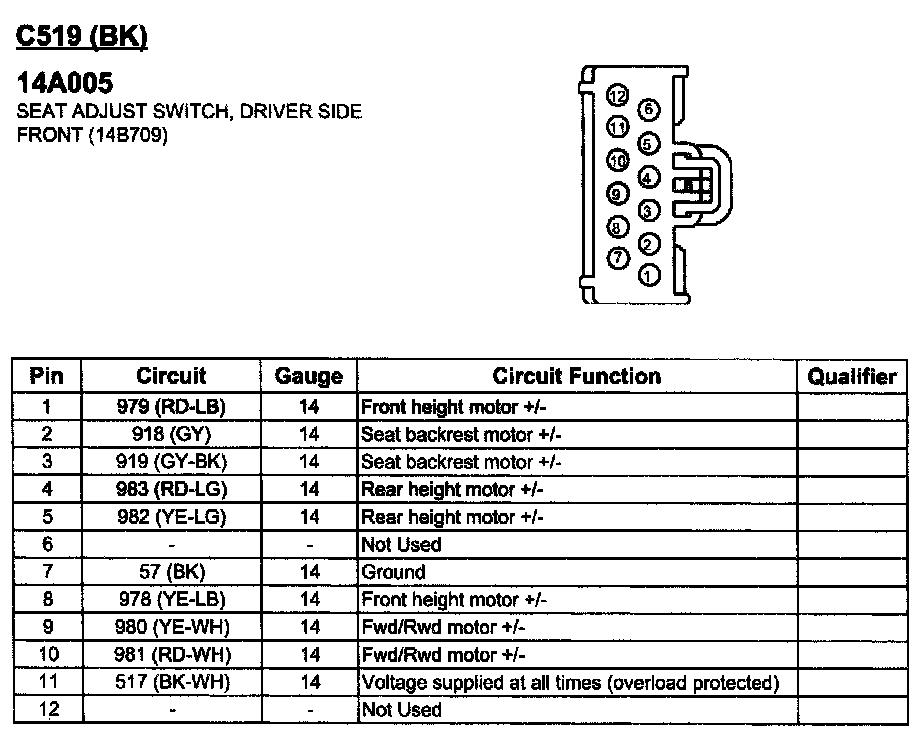 C519 (BK)
14A005
SEAT ADJUST SWITCH, DRIVER SIDE
FRONT (14B709)
12
6
11
5
10
4
9
3
8
2
7
1
Pin Circuit Gauge Circuit Function Qualifier
1 979 (RD-LB) 14 Front height motor +/-
2 918 (GY) 14 Seat backrest motor +/-
3 919 (GY-BK) 14 Seat backrest motor +/-
4 983 (RD-LG) 14 Rear height motor +/-
5 982 (YE-LG) 14 Rear height motor +/-
6 - - Not Used
7 57 (BK) 14 Ground
8 978 (YE-LB) 14 Front height motor +/-
9 980 (YE-WH) 14 Fwd/Rwd motor +/-
10 981 (RD-WH) 14 Fwd/Rwd motor +/-
11 517 (BK-WH) 14 Voltage supplied at all times (overload protected)
12 - - Not Used